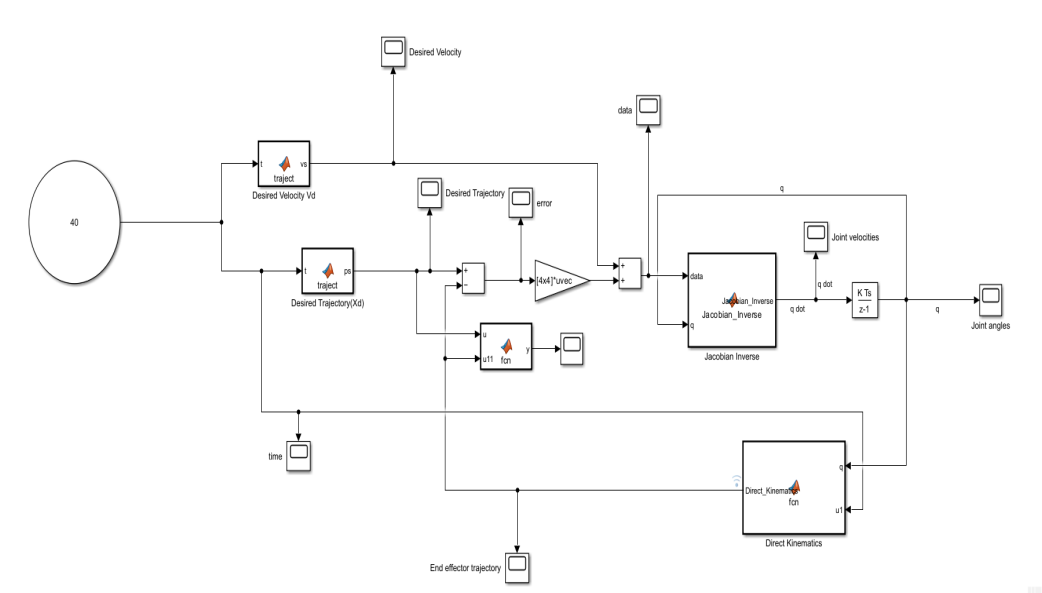 Desired Velocity
data
t
vs
traject
Desired Velocity Vd
q
Desired Trajectory
error
40
Joint velocities
t
ps
traject
Desired Trajectory(Xd)
+
−
[4x4]*uvec
+
+
data
q
Jacobian_Inverse
Jacobian_Inverse
Jacobian Inverse
q dot
q dot
K Ts
z-1
q
Joint angles
u
u11
y
fcn
time
q
u1
Direct_Kinematics
fcn
Direct Kinematics
End effector trajectory